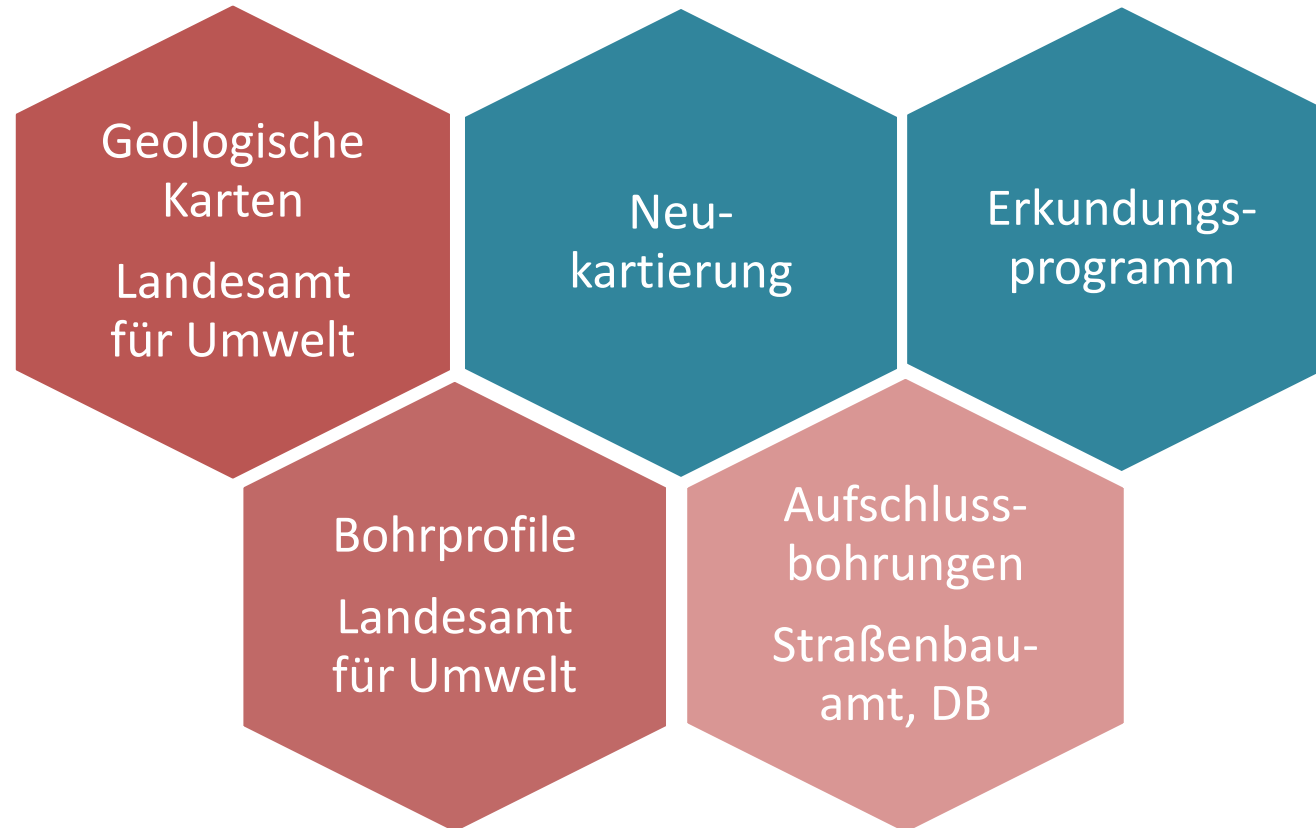 Geologische
Karten
Landesamt
für Umwelt
Neu-
kartierung
Erkundungs-
programm
Bohrprofile
Landesamt
für Umwelt
Aufschluss-
bohrungen
Straßenbau-
amt, DB